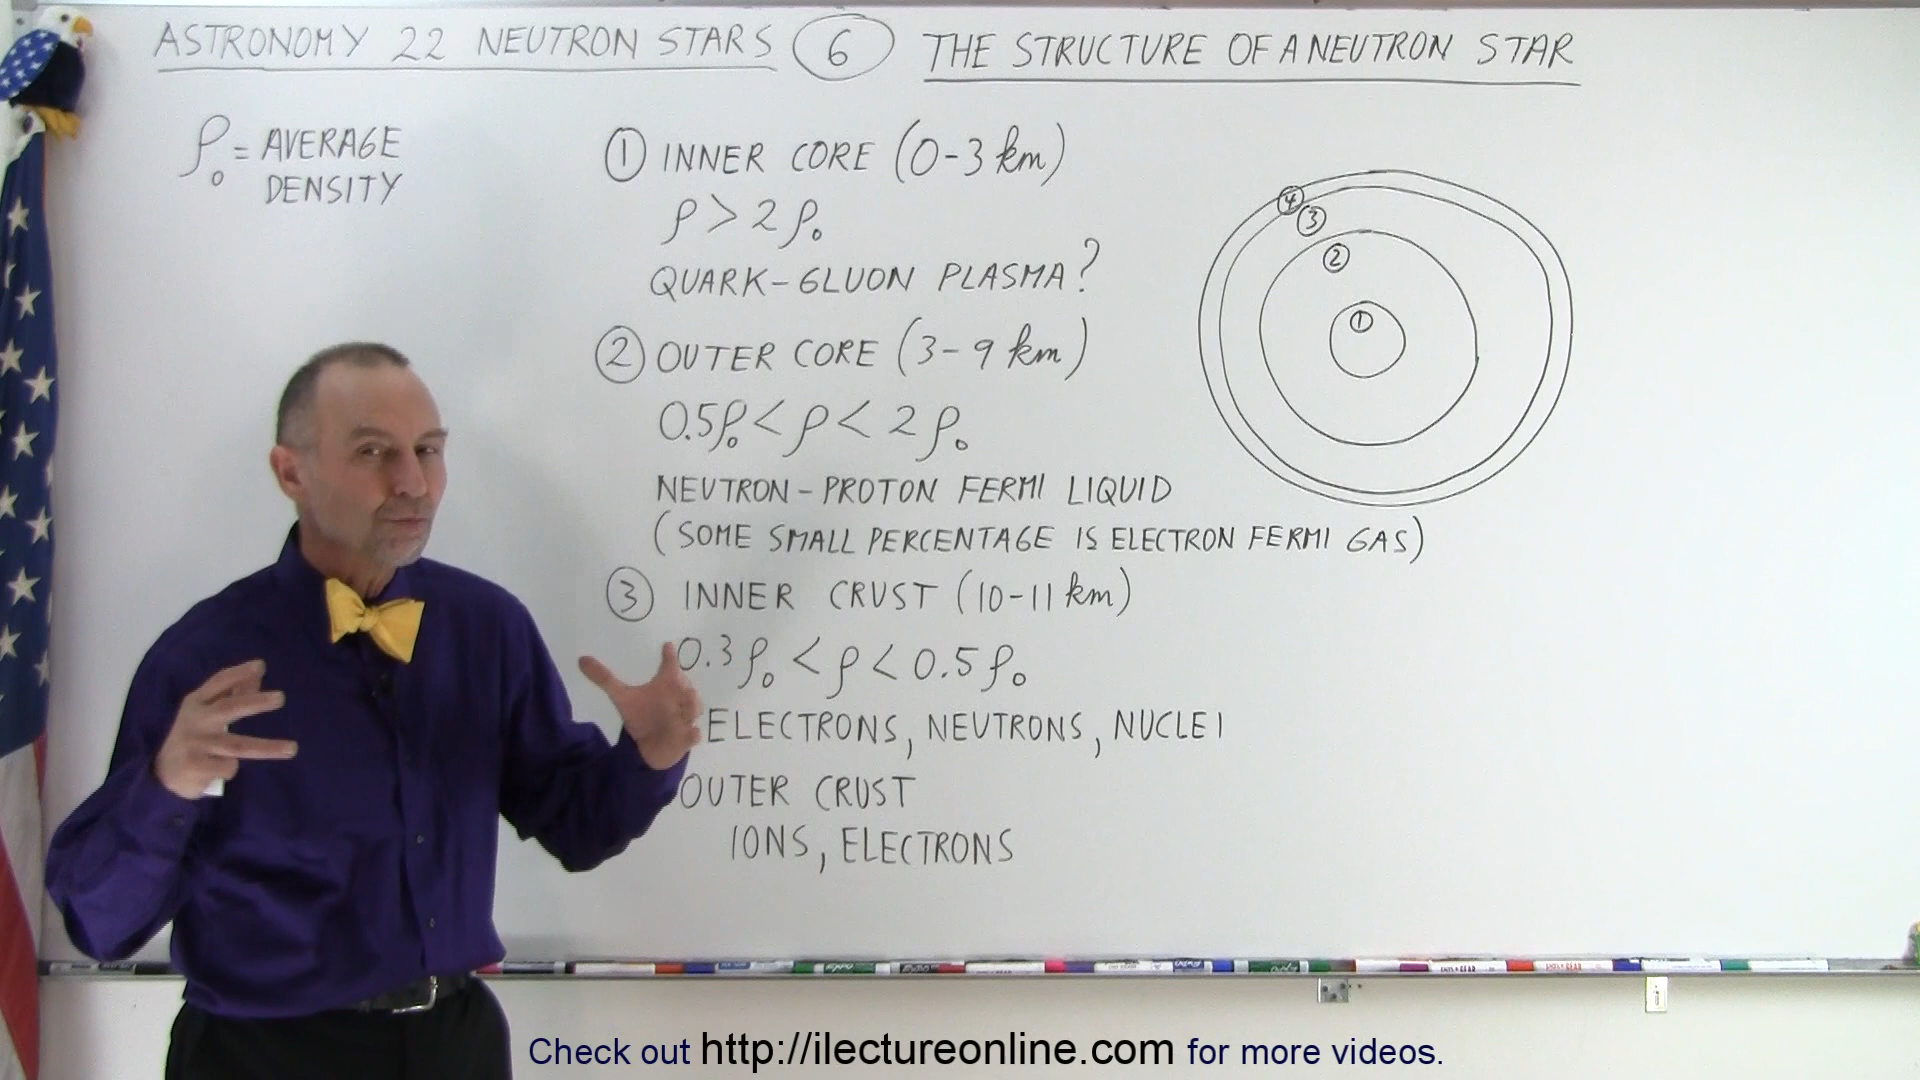 ASTRONOMY 22 NEUTRON STARS 6 THE STRUCTURE OF A NEUTRON STAR
ρ₀ = AVERAGE
DENSITY
① INNER CORE (0-3 km)
ρ > 2ρ₀
QUARK-GLUON PLASMA?
② OUTER CORE (3-9 km)
0.5ρ₀ < ρ < 2ρ₀
NEUTRON-PROTON FERMI LIQUID
(SOME SMALL PERCENTAGE IS ELECTRON FERMI GAS)
③ INNER CRUST (10-11 km)
0.3ρ₀ < ρ < 0.5ρ₀
ELECTRONS, NEUTRONS, NUCLEI
OUTER CRUST
IONS, ELECTRONS
④
③
②
①
Check out http://ilectureonline.com for more videos.